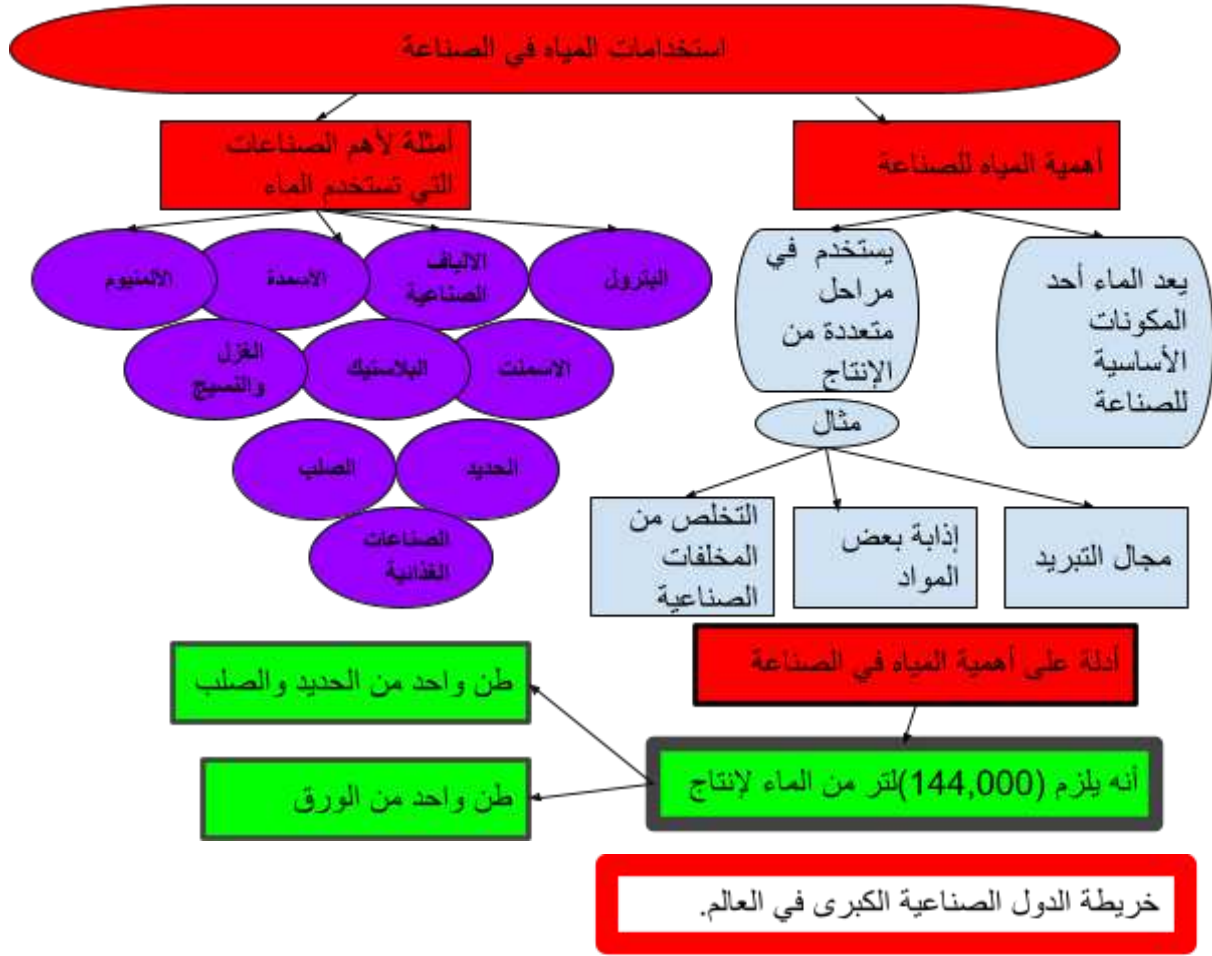 استخدامات المياه في الصناعة
أهمية المياه للصناعة
أمثلة لأهم الصناعات
التي تستخدم الماء
يعد الماء أحد
المكونات
الأساسية
للصناعة
يستخدم في
مراحل
متعددة من
الإنتاج
مثال
مجال التبريد
إذابة بعض
المواد
التخلص من
المخلفات
الصناعية
البترول
الالياف
الصناعية
الاسمدة
الالمنيوم
الاسمنت
البلاستيك
الغزل
والنسيج
الحديد
الصلب
الصناعات
الغذائية
أدلة على أهمية المياه في الصناعة
أنه يلزم (144,000)لتر من الماء لإنتاج
طن واحد من الحديد والصلب
طن واحد من الورق
خريطة الدول الصناعية الكبرى في العالم.